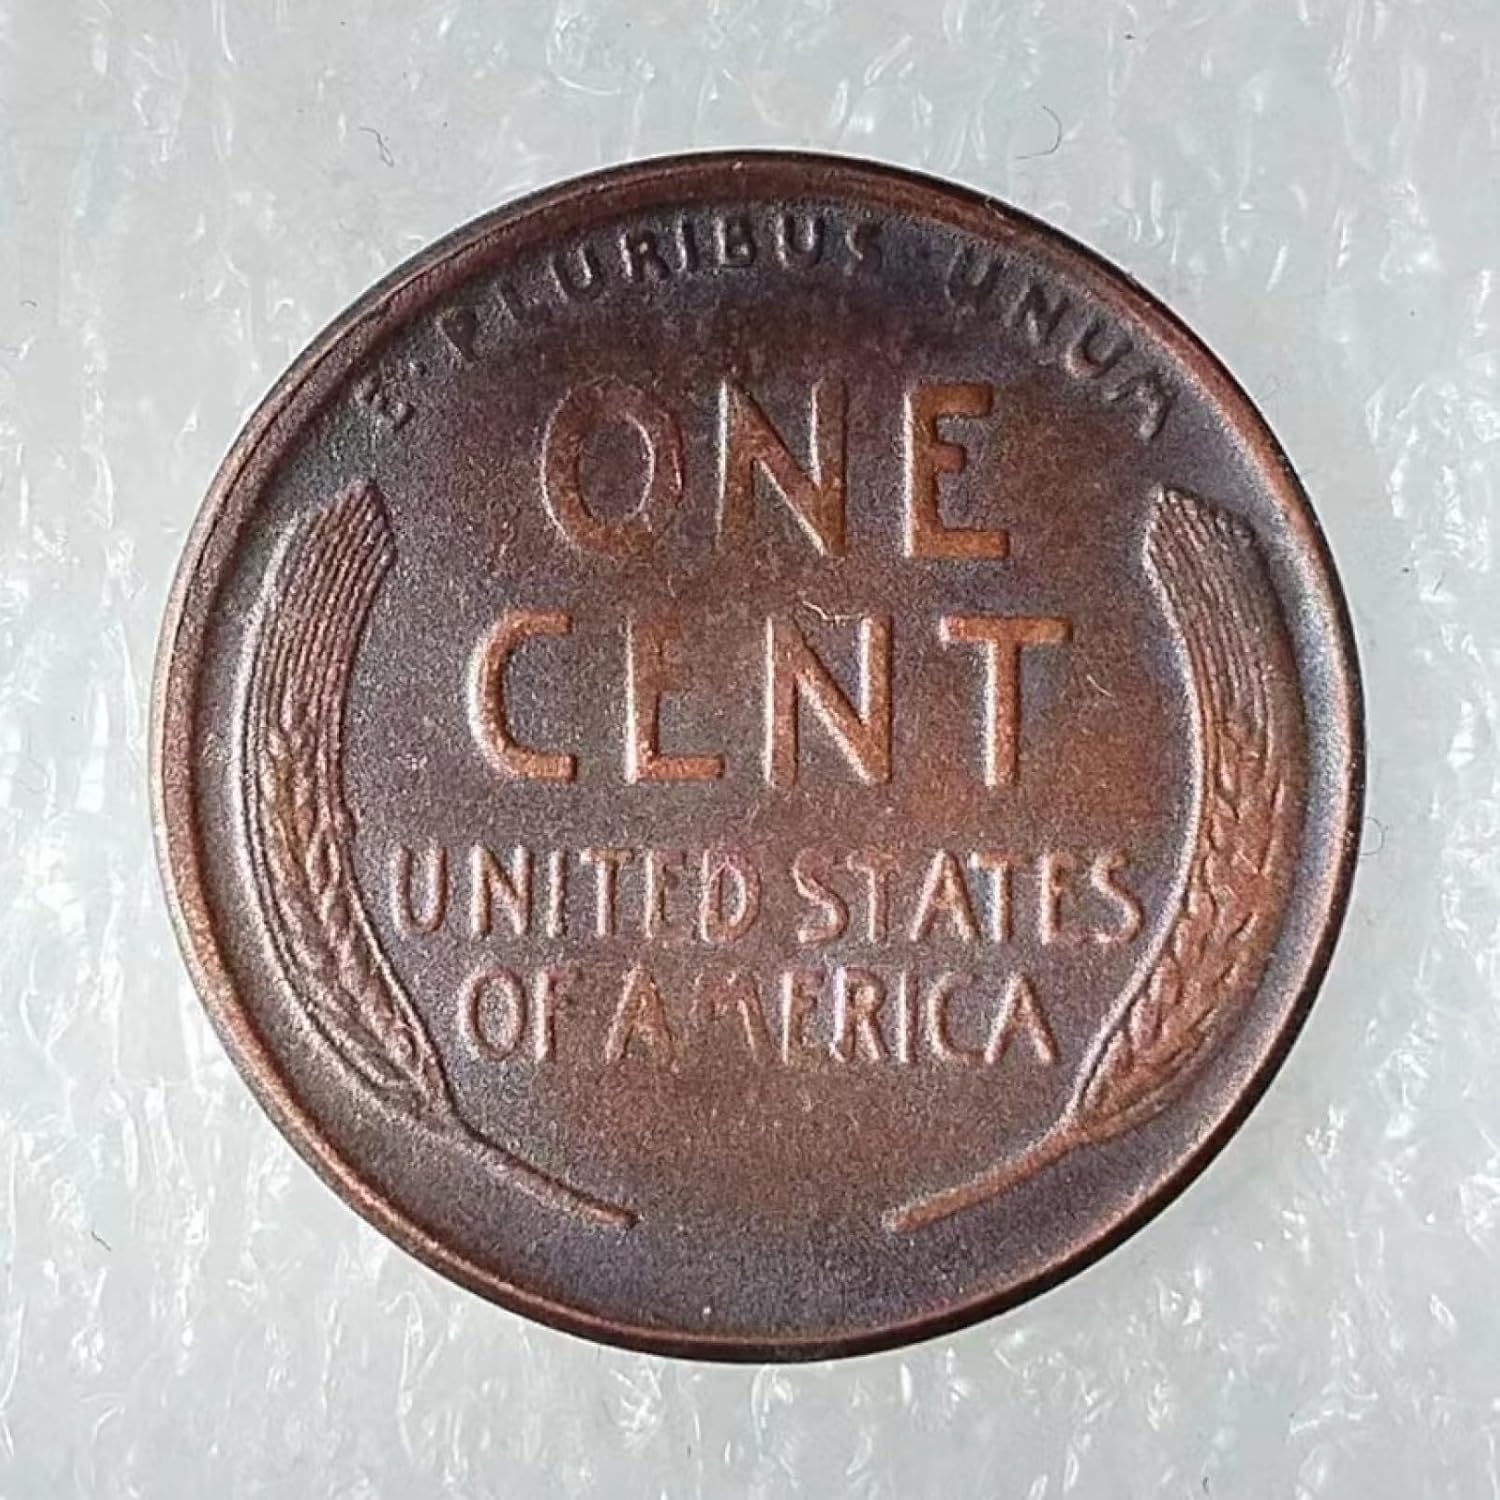 E·PLURIBUS·UNUM
ONE
CENT
UNITED STATES
OF AMERICA